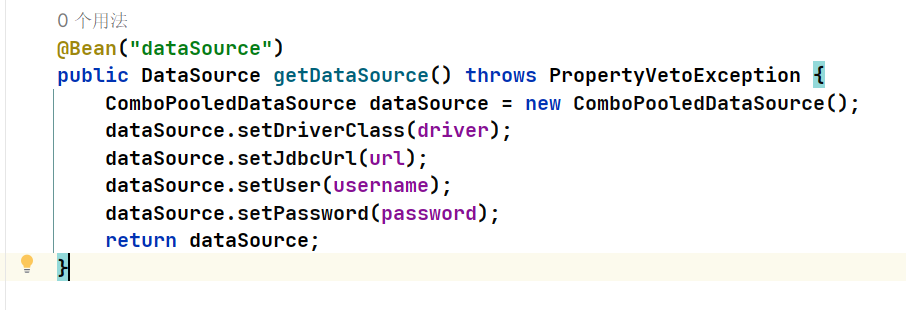 0 个用法
@Bean("dataSource")
public DataSource getDataSource() throws PropertyVetoException {
    ComboPooledDataSource dataSource = new ComboPooledDataSource();
    dataSource.setDriverClass(driver);
    dataSource.setJdbcUrl(url);
    dataSource.setUser(username);
    dataSource.setPassword(password);
    return dataSource;
}